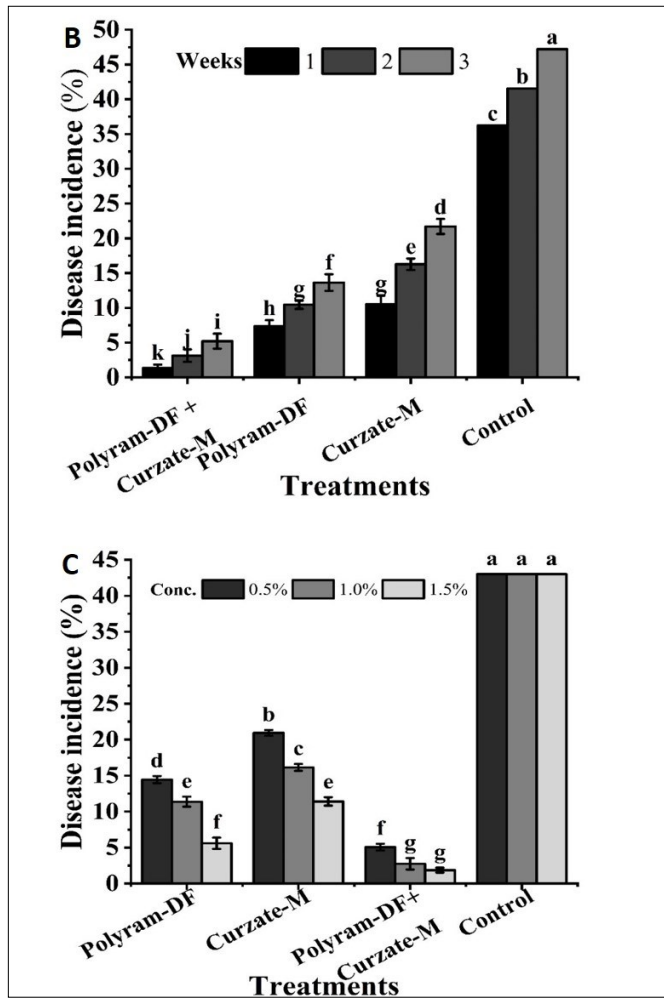 B
Weeks 1 2 3
Disease incidence (%)
50
45
40
35
30
25
20
15
10
5
0
k j i
h g f
g e d
c b a
Polyram-DF +
Curzate-M
Polyram-DF
Curzate-M
Control
Treatments
C
Conc. 0.5% 1.0% 1.5%
Disease incidence (%)
45
40
35
30
25
20
15
10
5
0
d e f
b c e
f g g
a a a
Polyram-DF
Curzate-M
Polyram-DF+
Curzate-M
Control
Treatments